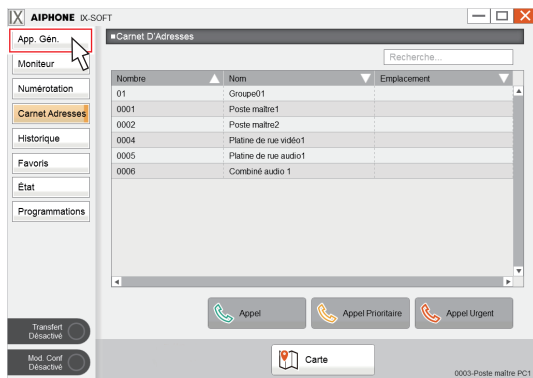 IX AIPHONE IX-SOFT
App. Gén.
Moniteur
Numérotation
Carnet Adresses
Historique
Favoris
État
Programmations
Transfert
Désactivé
Mod. Conf
Désactivé
■Carnet D'Adresses
Recherche...
Nombre Nom Emplacement
01 Groupe01
0001 Poste maître1
0002 Poste maître2
0004 Platine de rue vidéo1
0005 Platine de rue audio1
0006 Combiné audio 1
Appel Appel Prioritaire Appel Urgent
Carte
0003-Poste maître PC1